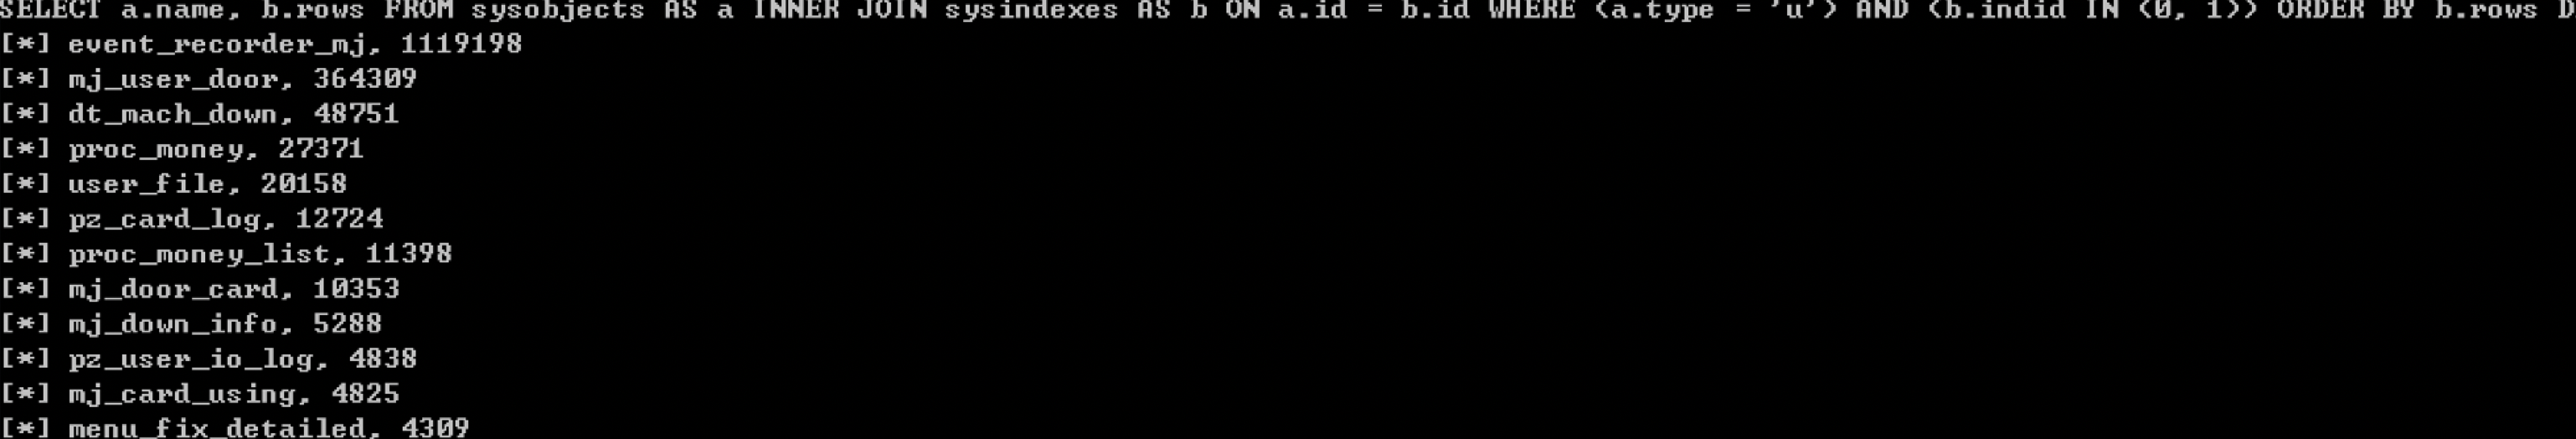 SELECT a.name, b.rows FROM sysobjects AS a INNER JOIN sysindexes AS b ON a.id = b.id WHERE (a.type = 'u') AND (b.indid IN (0, 1)) ORDER BY b.rows D
[*] event_recorder_mj, 1119198
[*] mj_user_door, 364309
[*] dt_mach_down, 48751
[*] proc_money, 27371
[*] user_file, 20158
[*] pz_card_log, 12724
[*] proc_money_list, 11398
[*] mj_door_card, 10353
[*] mj_down_info, 5288
[*] pz_user_io_log, 4838
[*] mj_card_using, 4825
[*] menu_fix_detailed, 4309